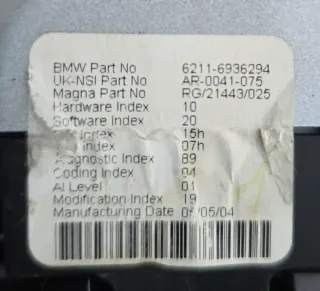 BMW Part No 6211-6936294
UK-NSI Part No AR-0041-075
Magna Part No RG/21443/025
Hardware Index 10
Software Index 20
Index 15h
Index 07h
Diagnostic Index 89
Coding Index 04
AI Level 01
Modification Index 19
Manufacturing Date /05/04